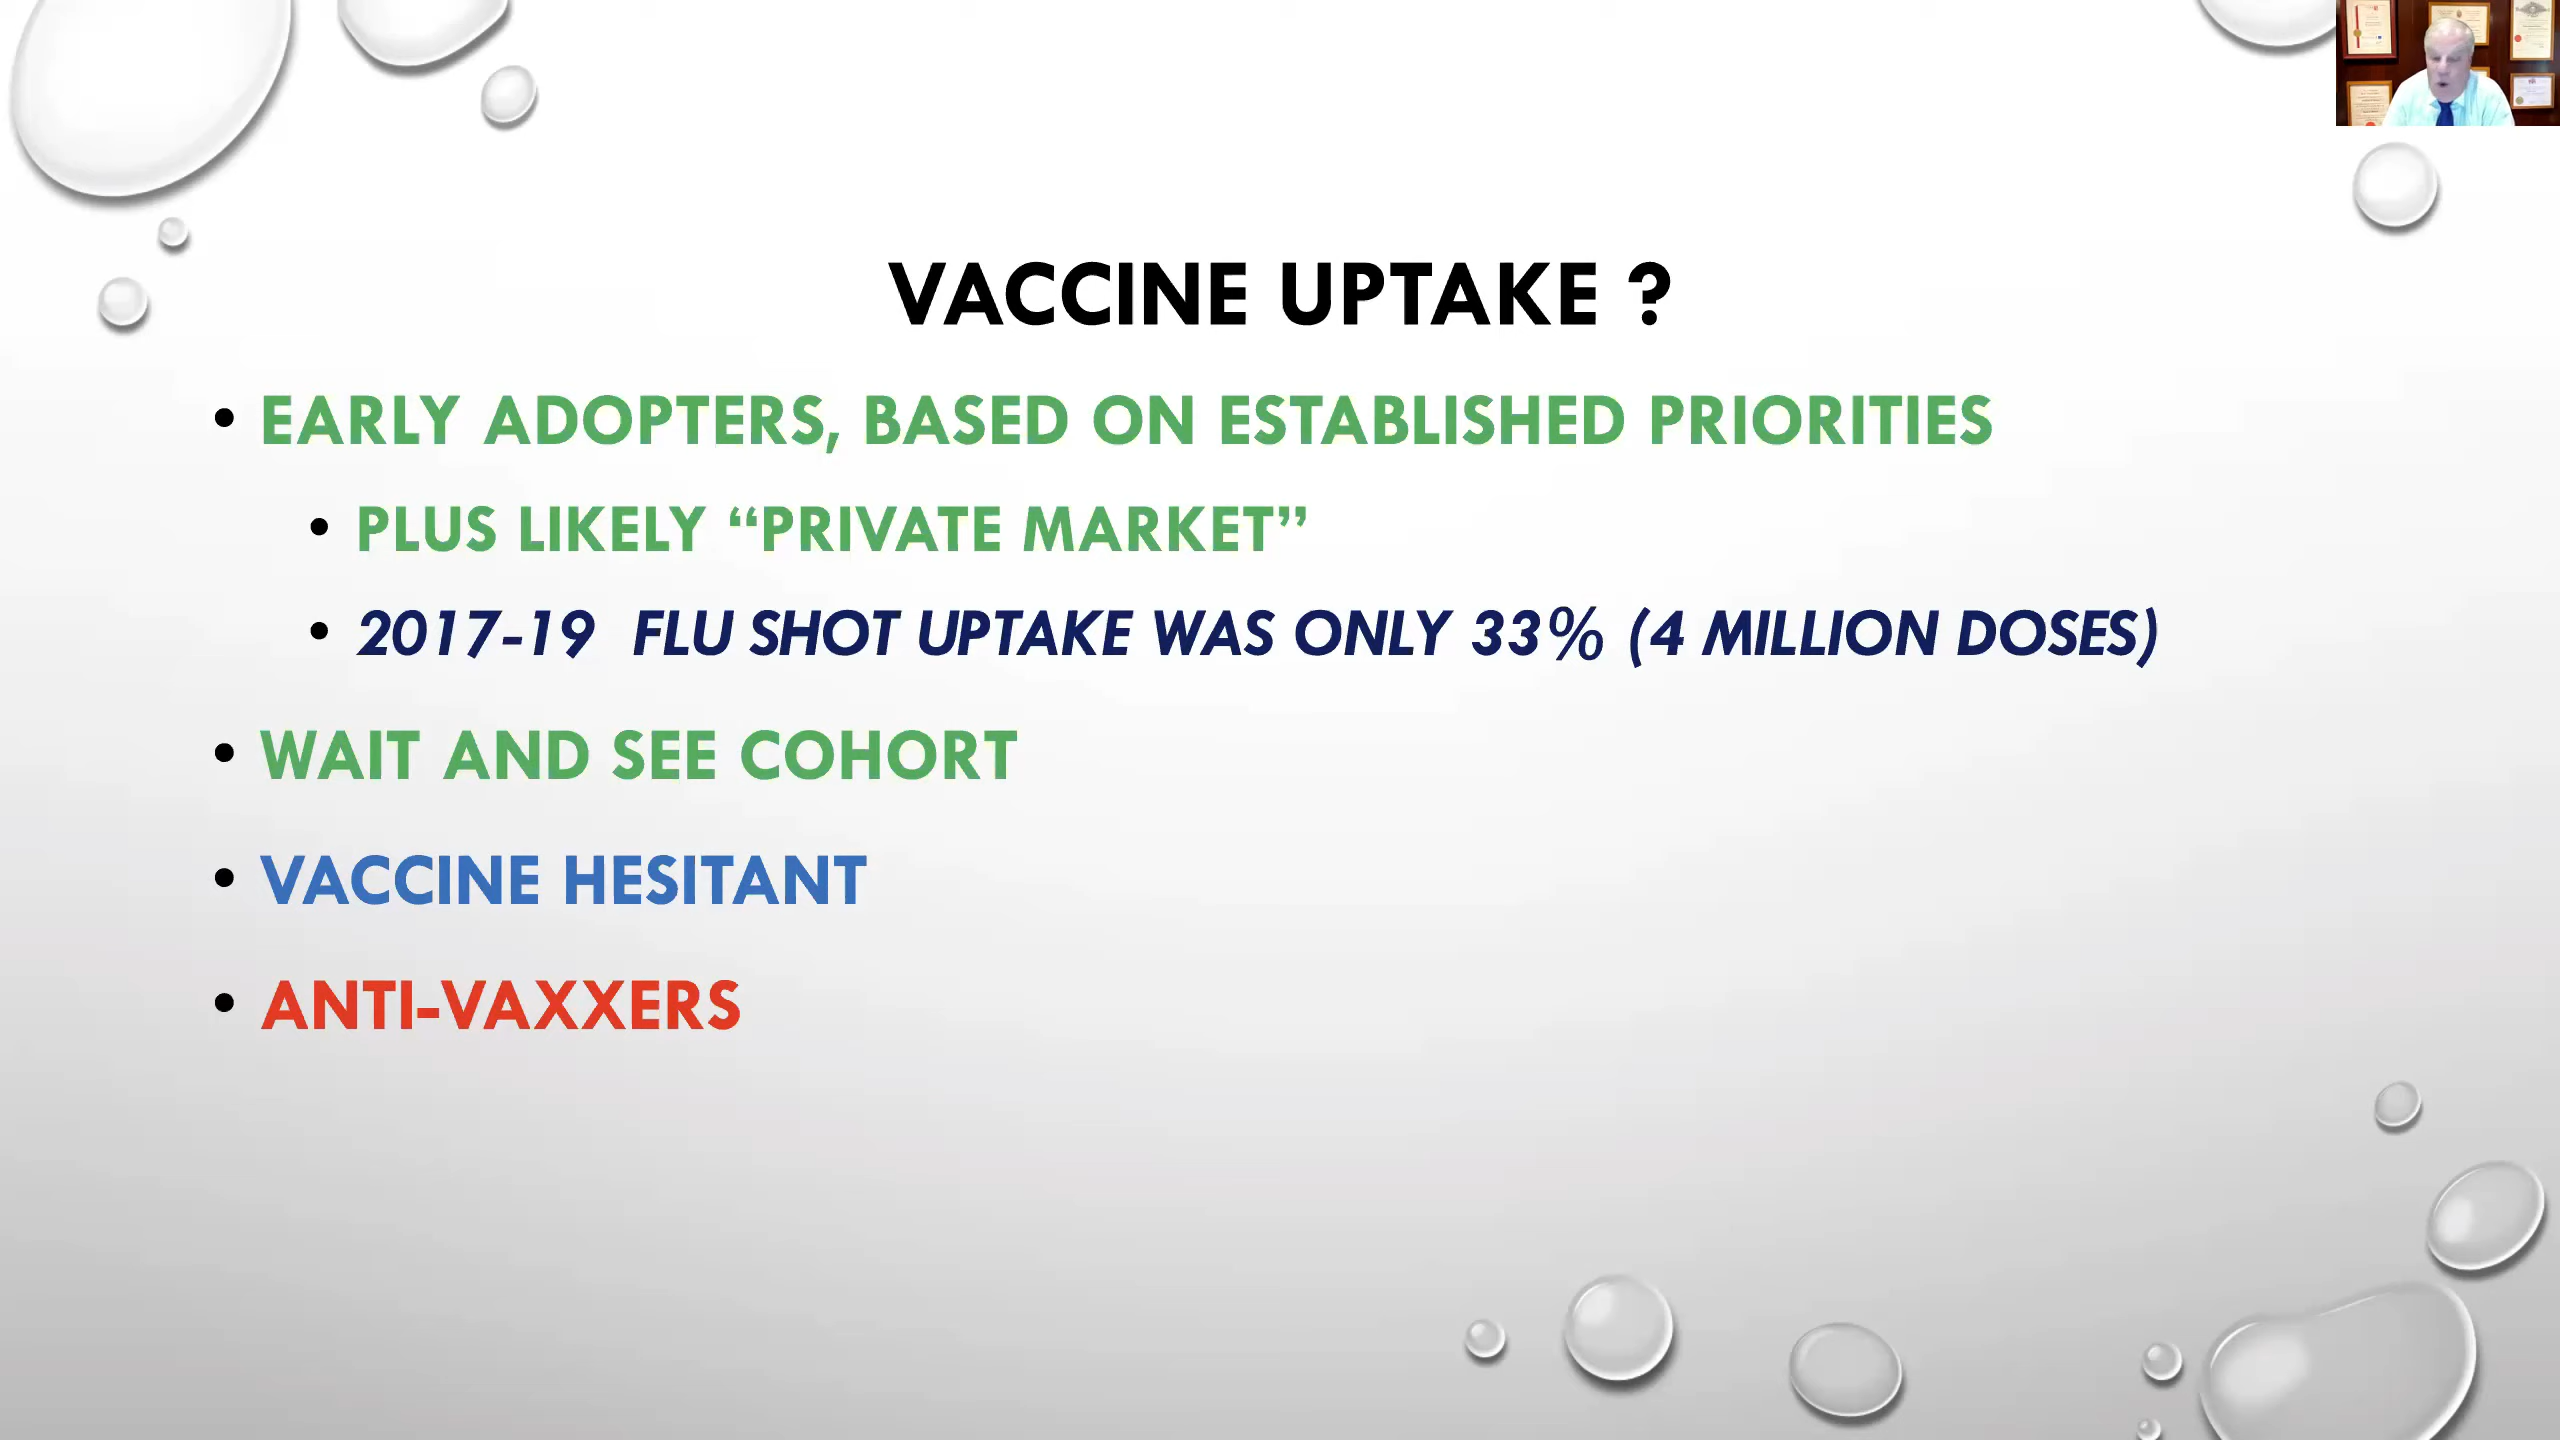 VACCINE UPTAKE ?
• EARLY ADOPTERS, BASED ON ESTABLISHED PRIORITIES
• PLUS LIKELY “PRIVATE MARKET”
• 2017-19 FLU SHOT UPTAKE WAS ONLY 33% (4 MILLION DOSES)
• WAIT AND SEE COHORT
• VACCINE HESITANT
• ANTI-VAXXERS